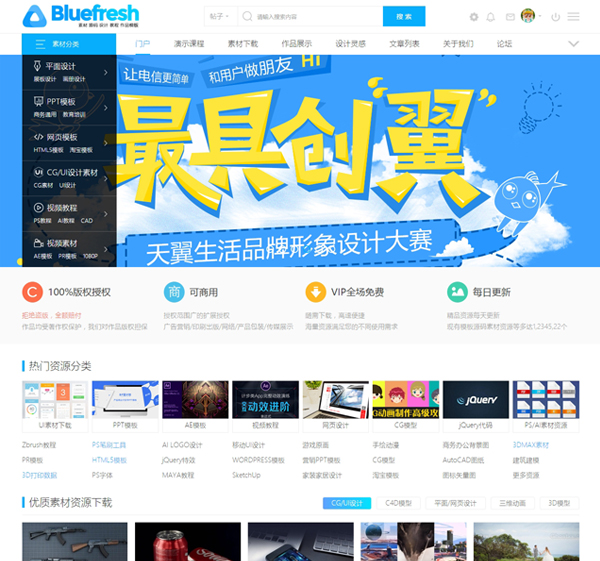 Bluefresh
素材 源码 设计 教程 作品模板
帖子
请输入搜索内容
搜 索
素材分类
门户 演示课程 素材下载 作品展示 设计灵感 文章列表 关于我们 论坛
平面设计
展板设计 画册设计
PPT模板
商务通用 教育培训
网页模板
HTML5模板 淘宝模板
CG/UI设计素材
CG素材 UI设计
视频教程
PS教程 AI教程 CAD
视频素材
AE模板 PR模板 1080P
让电信更简单
和用户做朋友 Hi
最具创“翼”
天翼生活品牌形象设计大赛
100%版权授权
拒绝盗版,全额赔付
作品均受著作权保护,我们对作品版权担保
商 可商用
授权范围广的扩展授权
广告营销/印刷出版/网络/产品包装/传媒展示
VIP全场免费
随需下载,高速便捷
海量资源满足您的不同使用需求
每日更新
精品资源每天更新
现有模板源码素材资源等多达12345,22个
热门资源分类
动效进阶
G动画制作高级攻
jQuery
UI素材下载 PPT模板 AE模板 视频教程 网页设计 CG模型 jQuery代码 PS/AI素材资源
Zbrush教程 PS笔刷工具 AI LOGO设计 移动UI设计 游戏原画 手绘动漫 商务办公背景图 3DMAX素材
PR模板 HTML5模板 jQuery特效 WORDPRESS模板 营销PPT模板 CG模型 AutoCAD图纸 建筑建模
3D打印数据 PS字体 MAYA教程 SketchUp 家装家居设计 淘宝模板 图标矢量图 更多资源
优质素材资源下载
CG/UI设计 C4D模型 平面/网页设计 三维动画 3D模型